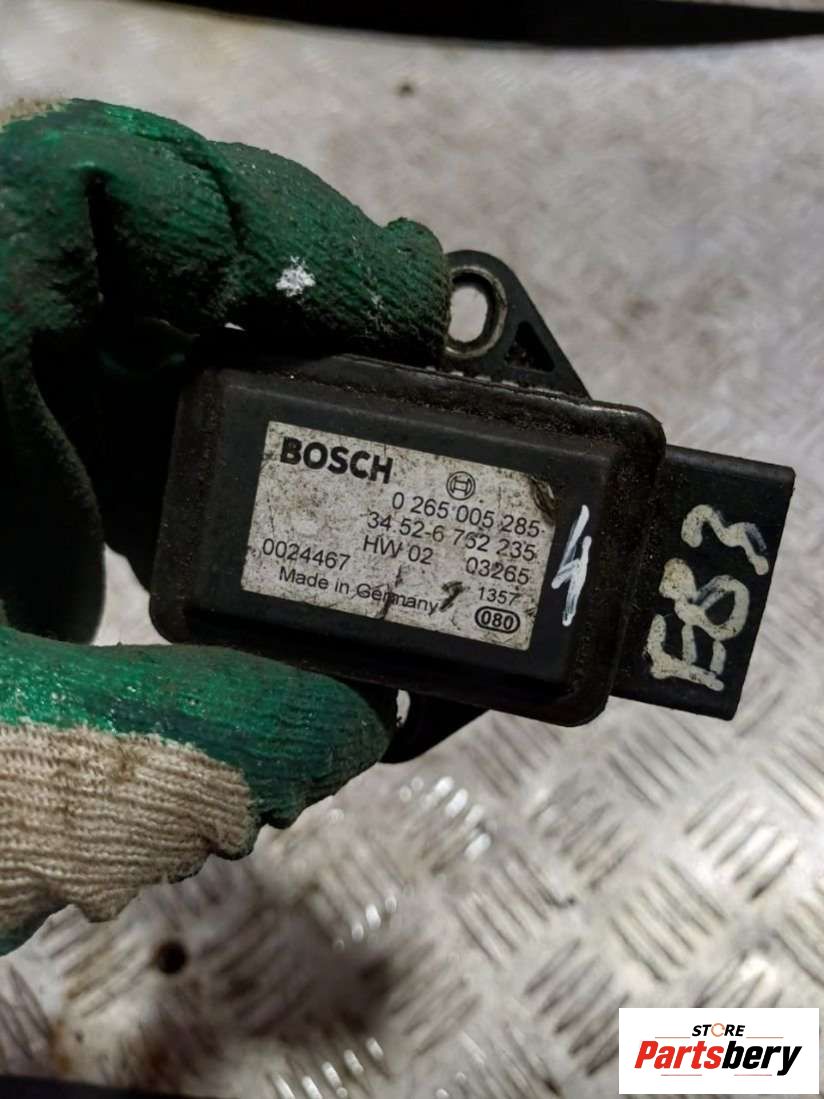 BOSCH
0 265 005 285
34.52-6 762 235
HW 02 03265
0024467 1357
Made in Germany
080
4
E83
STORE
Partsbery